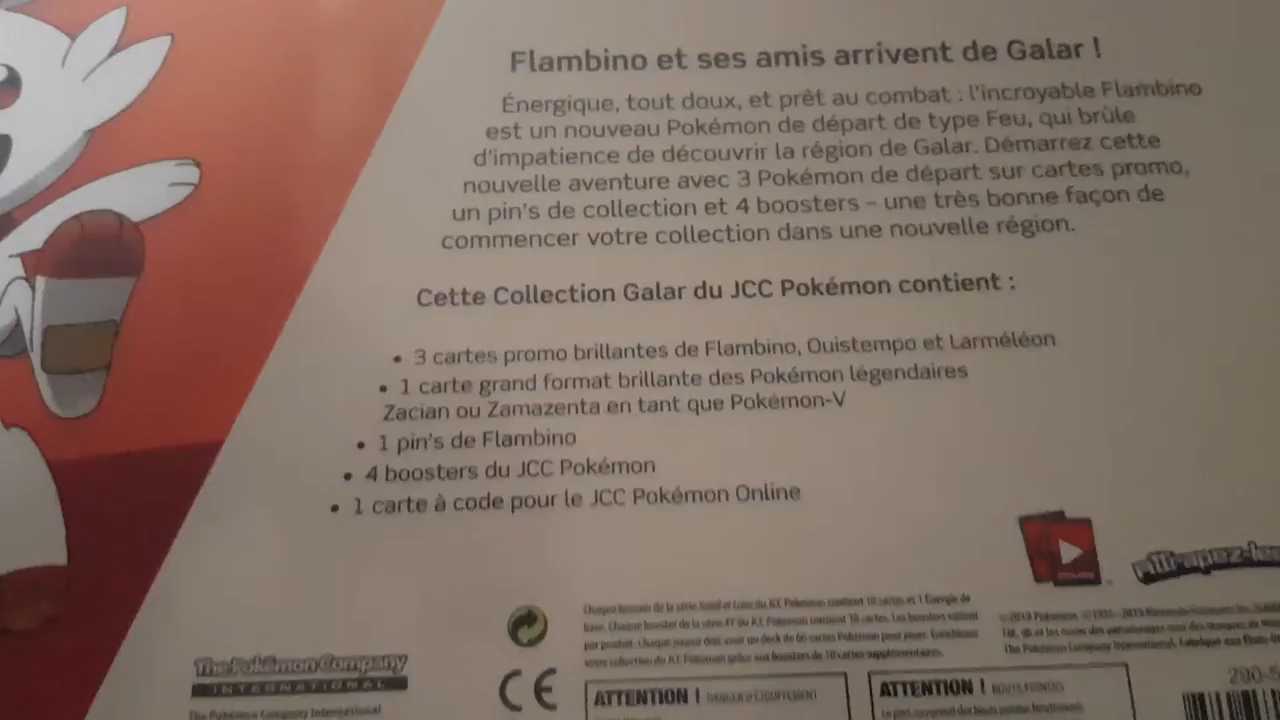 Flambino et ses amis arrivent de Galar !
Énergique, tout doux, et prêt au combat : l'incroyable Flambino
est un nouveau Pokémon de départ de type Feu, qui brûle
d'impatience de découvrir la région de Galar. Démarrez cette
nouvelle aventure avec 3 Pokémon de départ sur cartes promo,
un pin's de collection et 4 boosters – une très bonne façon de
commencer votre collection dans une nouvelle région.
Cette Collection Galar du JCC Pokémon contient :
• 3 cartes promo brillantes de Flambino, Ouistempo et Larméléon
• 1 carte grand format brillante des Pokémon légendaires
Zacian ou Zamazenta en tant que Pokémon-V
• 1 pin's de Flambino
• 4 boosters du JCC Pokémon
• 1 carte à code pour le JCC Pokémon Online
The Pokémon Company
INTERNATIONAL
The Pokémon Company International
CE
ATTENTION !
ATTENTION !